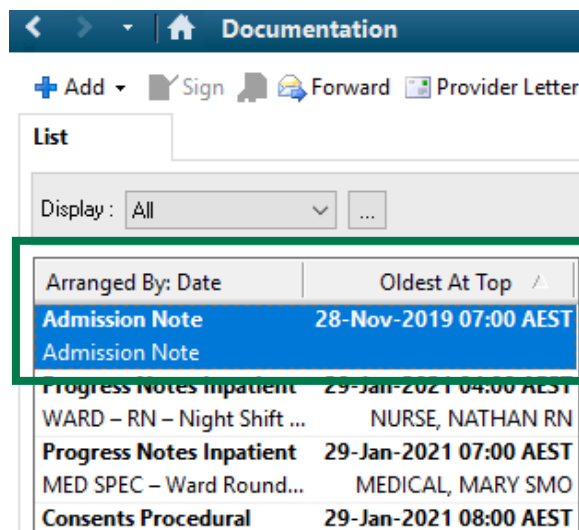 Documentation
Add Sign Forward Provider Letter
List
Display : All ...
Arranged By: Date Oldest At Top
Admission Note 28-Nov-2019 07:00 AEST
Admission Note
Progress Notes Inpatient 29-Jan-2021 04:00 AEST
WARD – RN – Night Shift ... NURSE, NATHAN RN
Progress Notes Inpatient 29-Jan-2021 07:00 AEST
MED SPEC – Ward Round... MEDICAL, MARY SMO
Consents Procedural 29-Jan-2021 08:00 AEST